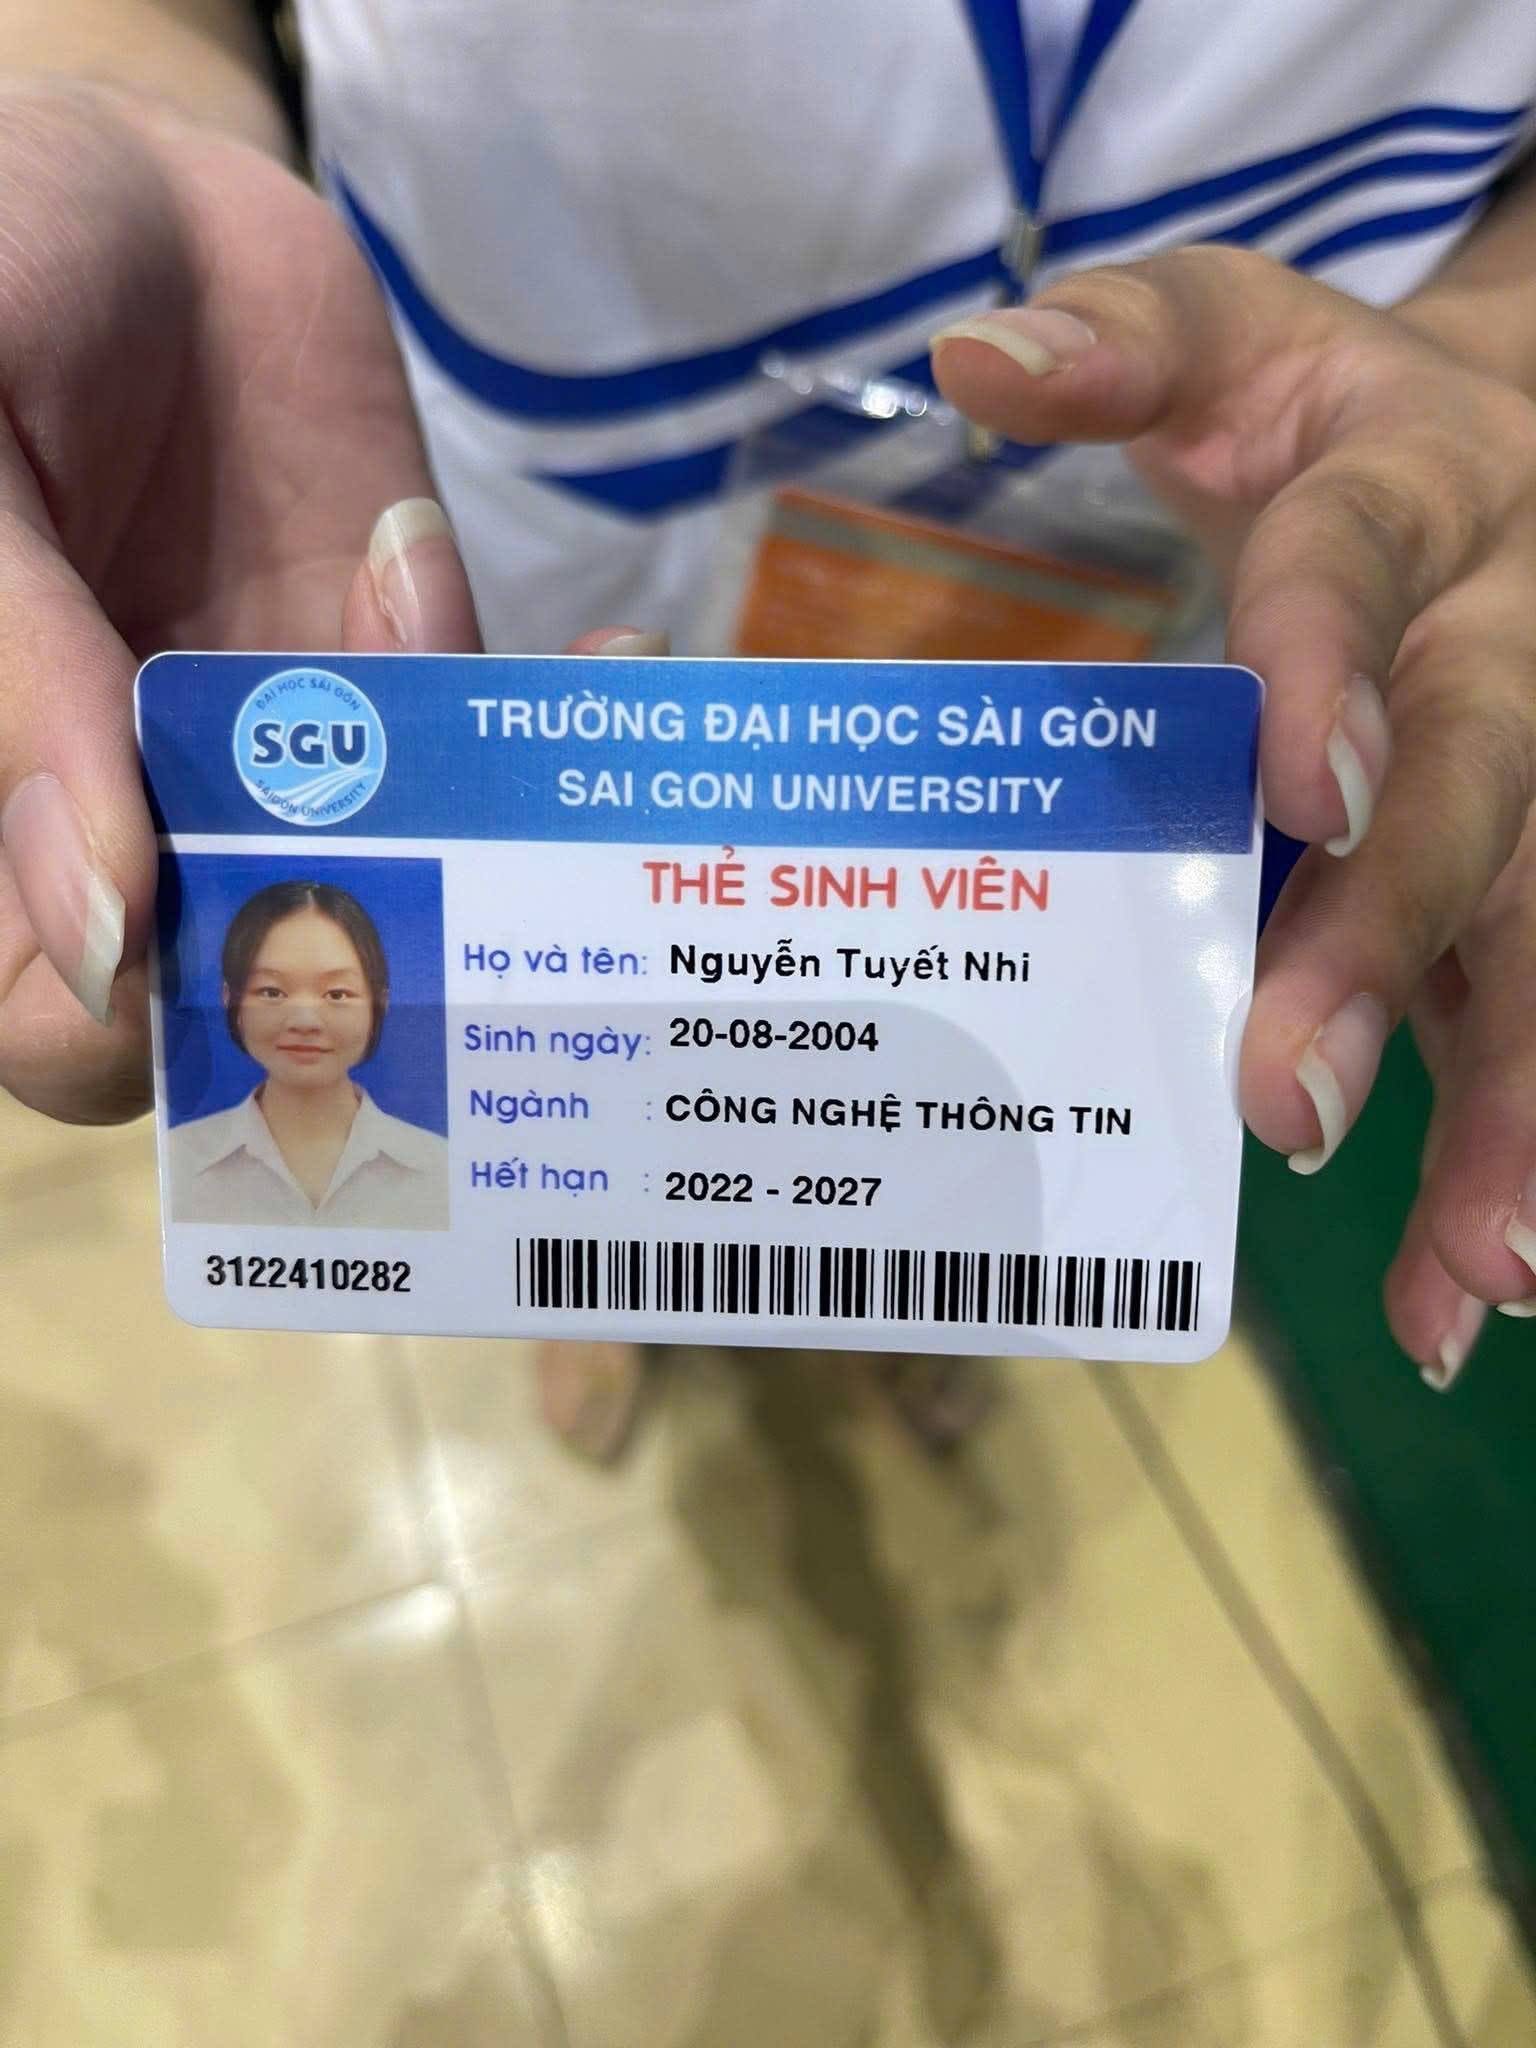 ĐẠI HỌC SÀI GÒN
SGU
SAIGON UNIVERSITY
TRƯỜNG ĐẠI HỌC SÀI GÒN
SAI GON UNIVERSITY
THẺ SINH VIÊN
Họ và tên: Nguyễn Tuyết Nhi
Sinh ngày: 20-08-2004
Ngành : CÔNG NGHỆ THÔNG TIN
Hết hạn : 2022 - 2027
3122410282